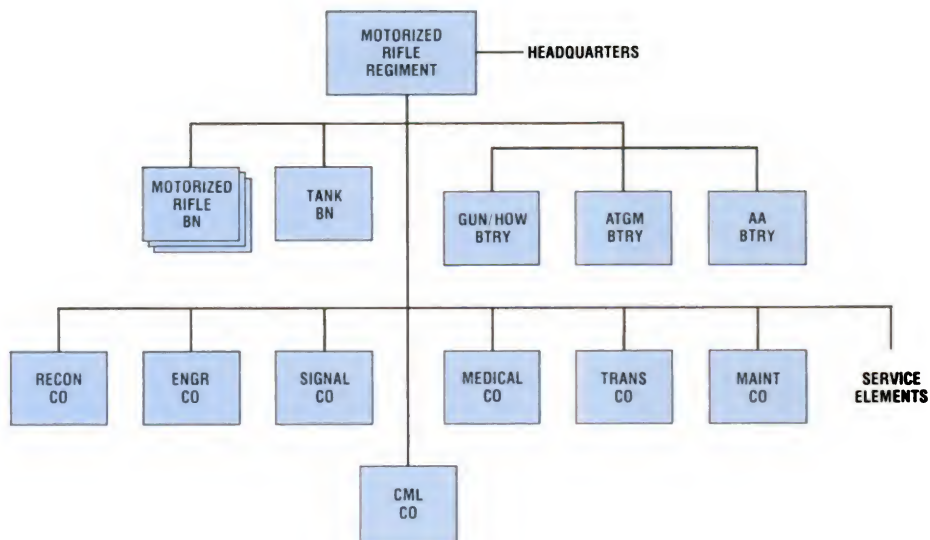 MOTORIZED
RIFLE
REGIMENT
HEADQUARTERS
MOTORIZED
RIFLE
BN
TANK
BN
GUN/HOW
BTRY
ATGM
BTRY
AA
BTRY
RECON
CO
ENGR
CO
SIGNAL
CO
MEDICAL
CO
TRANS
CO
MAINT
CO
SERVICE
ELEMENTS
CML
CO